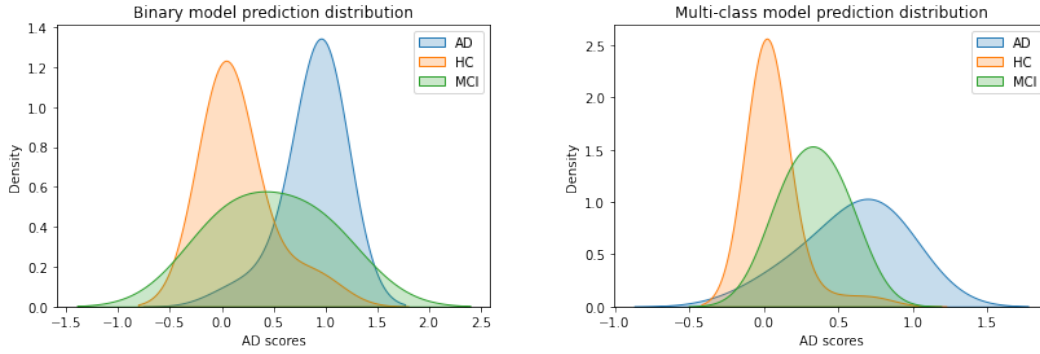 Binary model prediction distribution
1.4
1.2
1.0
0.8
0.6
0.4
0.2
0.0
Density
AD
HC
MCI
−1.5 −1.0 −0.5 0.0 0.5 1.0 1.5 2.0 2.5
AD scores
Multi-class model prediction distribution
2.5
2.0
1.5
1.0
0.5
0.0
Density
AD
HC
MCI
−1.0 −0.5 0.0 0.5 1.0 1.5
AD scores